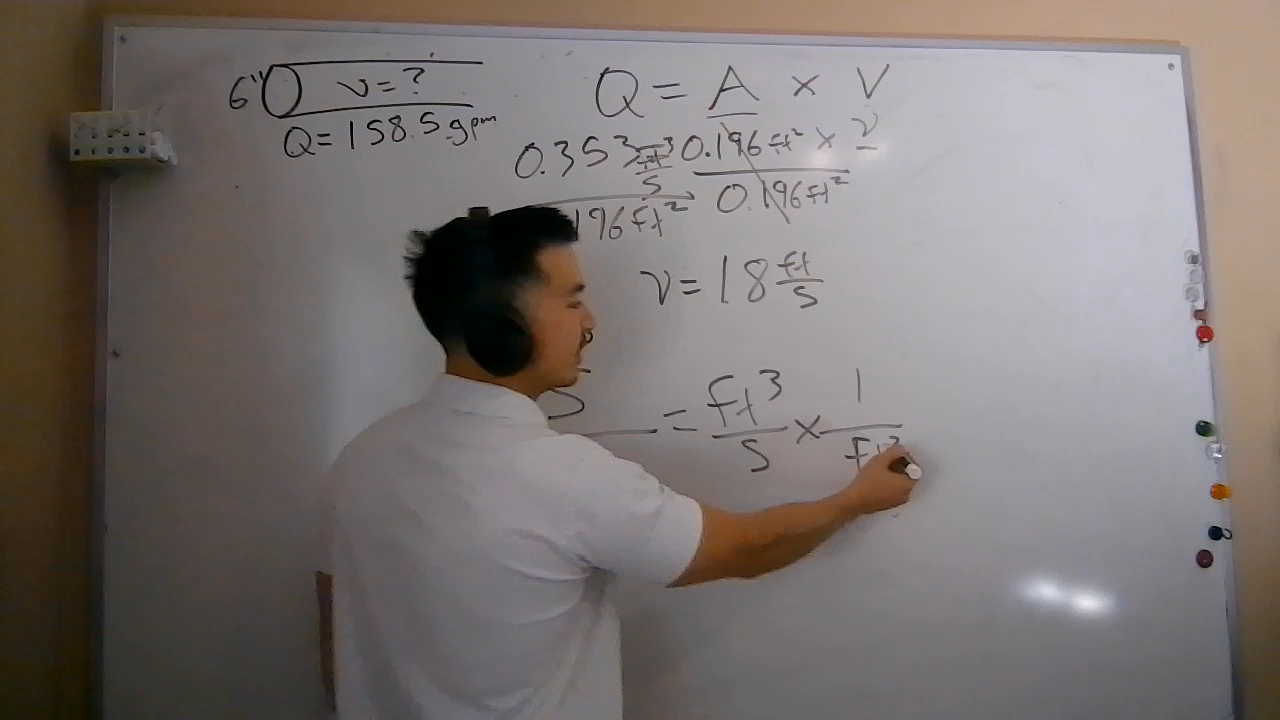 6" ν = ?
Q = 158.5 gpm
Q = A × V
0.353 ft³/s 0.196 ft² × ν
196 ft² 0.196 ft²
ν = 18 ft/s
= ft³/s × 1/ft²